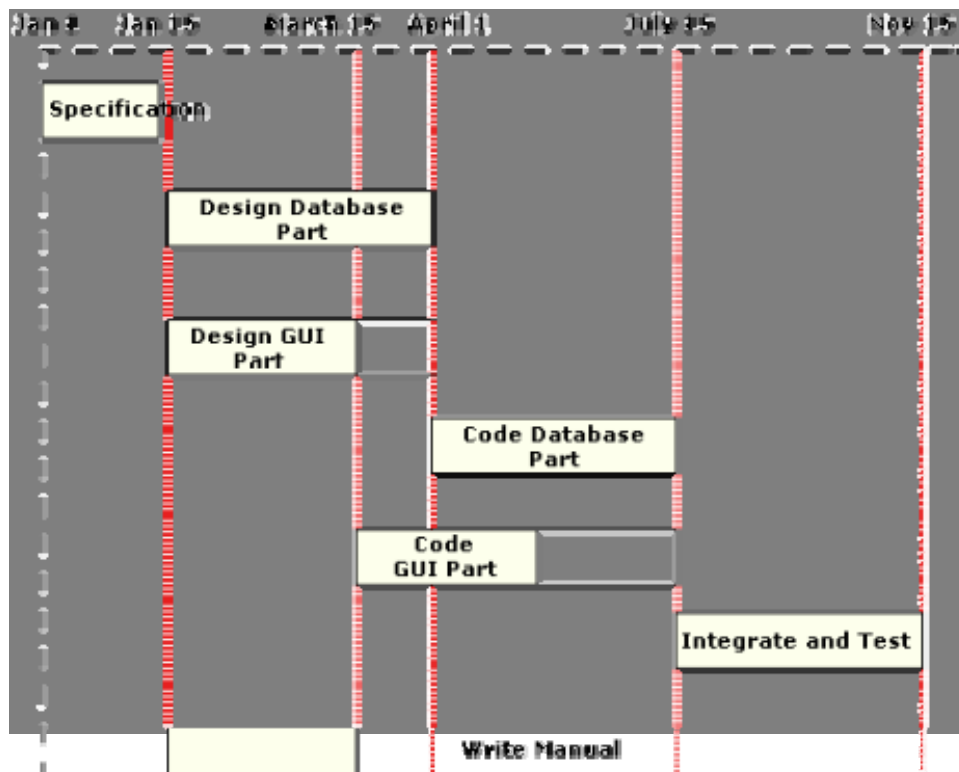 Jan 1 Jan 15 March 15 April 1 July 15 Nov 15
Specification
Design Database
Part
Design GUI
Part
Code Database
Part
Code
GUI Part
Integrate and Test
Write Manual